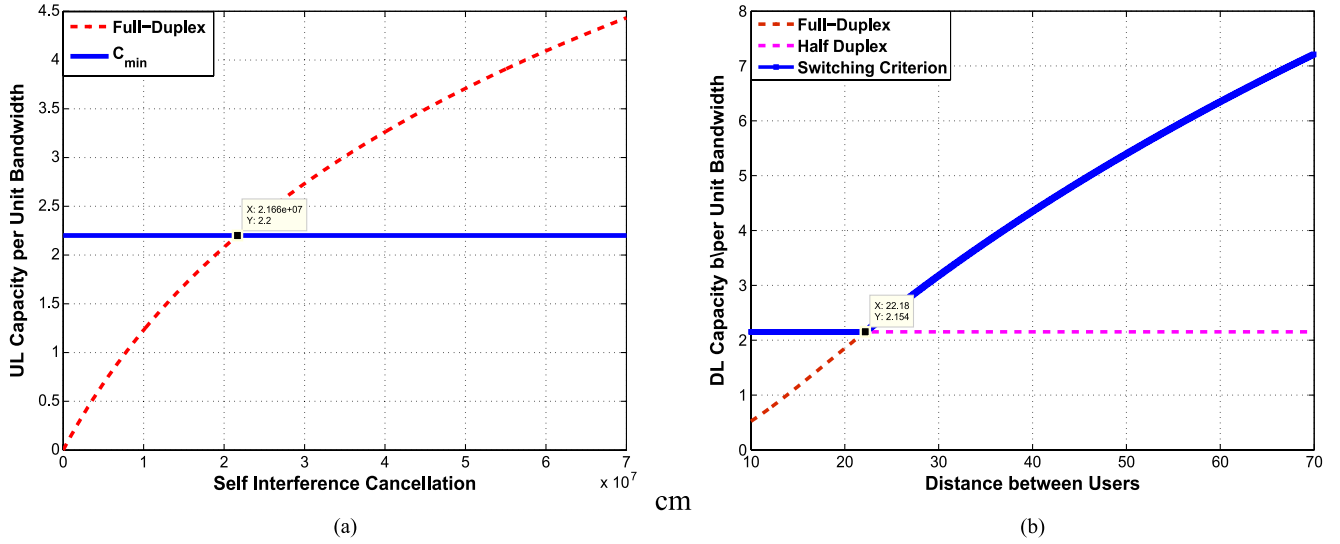 4.5
4
3.5
3
2.5
2
1.5
1
0.5
0
UL Capacity per Unit Bandwidth
Full-Duplex
C_min
X: 2.166e+07
Y: 2.2
0 1 2 3 4 5 6 7
x 10^7
Self Interference Cancellation
(a)
cm
8
7
6
5
4
3
2
1
0
DL Capacity b\per Unit Bandwidth
Full-Duplex
Half Duplex
Switching Criterion
X: 22.18
Y: 2.154
10 20 30 40 50 60 70
Distance between Users
(b)